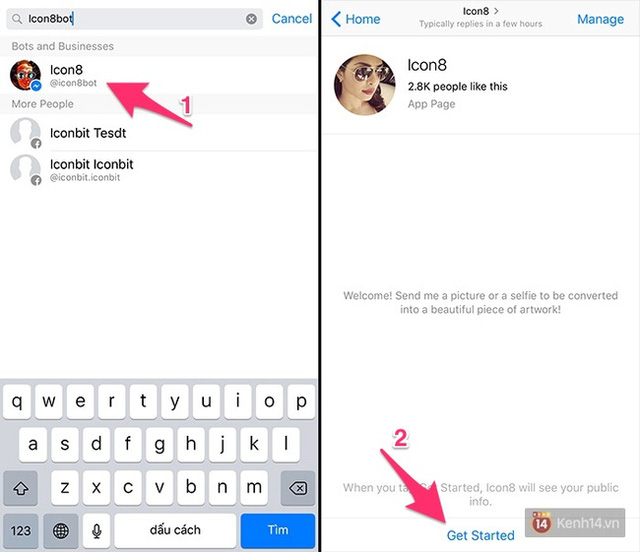 Icon8bot
Cancel
Bots and Businesses
Icon8
@icon8bot
1
More People
Iconbit Tesdt
Iconbit Iconbit
@iconbit.iconbit
q w e r t y u i o p
a s d f g h j k l
z x c v b n m
123
dấu cách
Tìm
Home
Icon8 >
Typically replies in a few hours
Manage
Icon8
2.8K people like this
App Page
Welcome! Send me a picture or a selfie to be converted
into a beautiful piece of artwork!
2
When you ta Get Started, Icon8 will see your public
info.
Get Started
14 Kenh14.vn